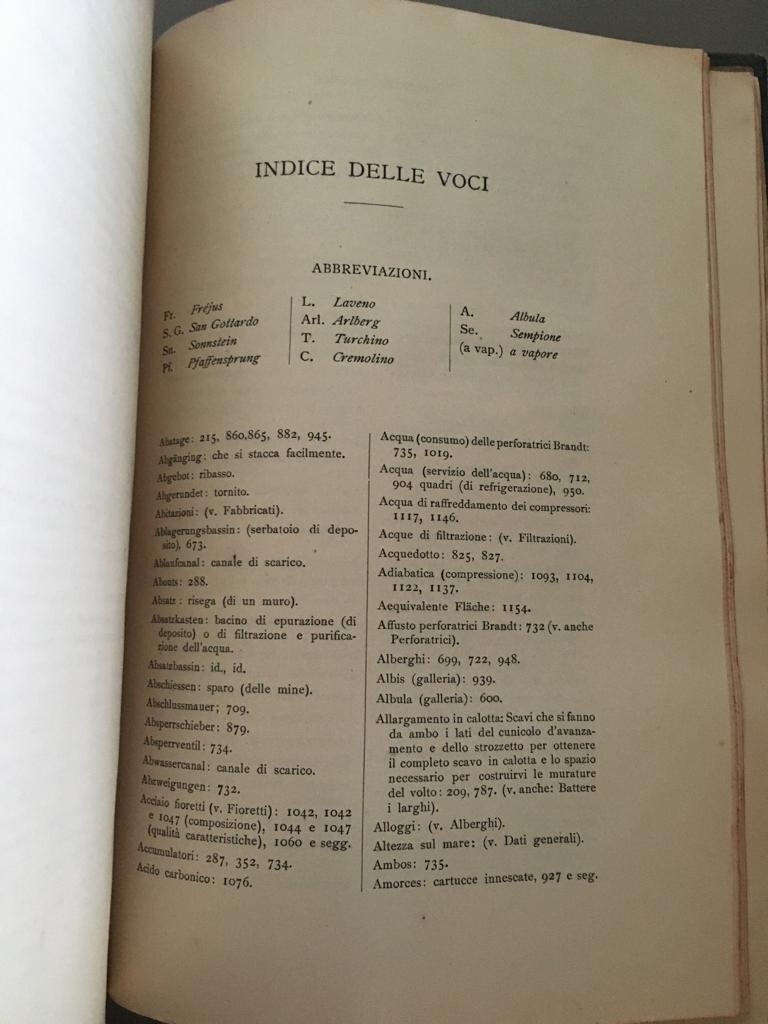 INDICE DELLE VOCI
ABBREVIAZIONI.
Fr. Fréjus
S. G. San Gottardo
Sn. Sonnstein
Pf. Pfaffensprung
L. Laveno
Arl. Arlberg
T. Turchino
C. Cremolino
A. Albula
Se. Sempione
(a vap.) a vapore
Abatage: 215, 860,865, 882, 945.
Abgänging: che si stacca facilmente.
Abgebot: ribasso.
Abgerundet: tornito.
Abitazioni: (v. Fabbricati).
Ablagerungsbassin: (serbatoio di depo-
sito), 673.
Ablaufcanal: canale di scarico.
Abouts: 288.
Absatz: risega (di un muro).
Absatzkasten: bacino di epurazione (di
deposito) o di filtrazione e purifica-
zione dell'acqua.
Absatzbassin: id., id.
Abschiessen: sparo (delle mine).
Abschlussmauer; 709.
Absperrschieber: 879.
Absperrventil: 734.
Abwassercanal: canale di scarico.
Abzweigungen: 732.
Acciaio fioretti (v. Fioretti): 1042, 1042
e 1047 (composizione), 1044 e 1047
(qualità caratteristiche), 1060 e segg.
Accumulatori: 287, 352, 734.
Acido carbonico: 1076.
Acqua (consumo) delle perforatrici Brandt:
735, 1019.
Acqua (servizio dell'acqua): 680, 712,
904 quadri (di refrigerazione), 950.
Acqua di raffreddamento dei compressori:
1117, 1146.
Acque di filtrazione: (v. Filtrazioni).
Acquedotto: 825, 827.
Adiabatica (compressione): 1093, 1104,
1122, 1137.
Aequivalente Fläche: 1154.
Affusto perforatrici Brandt: 732 (v. anche
Perforatrici).
Alberghi: 699, 722, 948.
Albis (galleria): 939.
Albula (galleria): 600.
Allargamento in calotta: Scavi che si fanno
da ambo i lati del cunicolo d'avanza-
mento e dello strozzetto per ottenere
il completo scavo in calotta e lo spazio
necessario per costruirvi le murature
del volto: 209, 787. (v. anche: Battere
i larghi).
Alloggi: (v. Alberghi).
Altezza sul mare: (v. Dati generali).
Ambos: 735.
Amorces: cartucce innescate, 927 e seg.